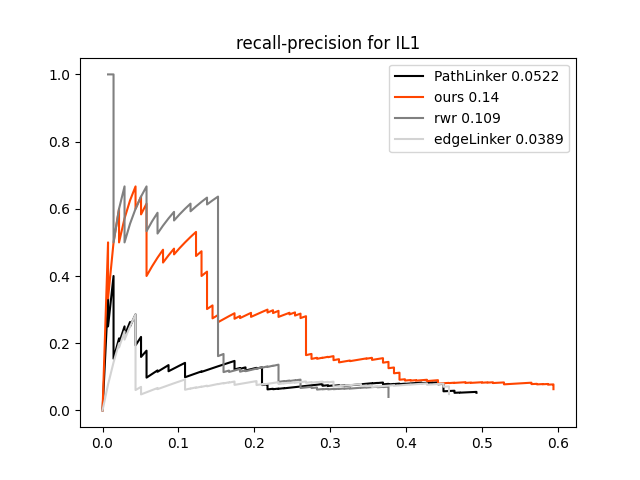 recall-precision for IL1
PathLinker 0.0522
ours 0.14
rwr 0.109
edgeLinker 0.0389
1.0
0.8
0.6
0.4
0.2
0.0
0.0 0.1 0.2 0.3 0.4 0.5 0.6